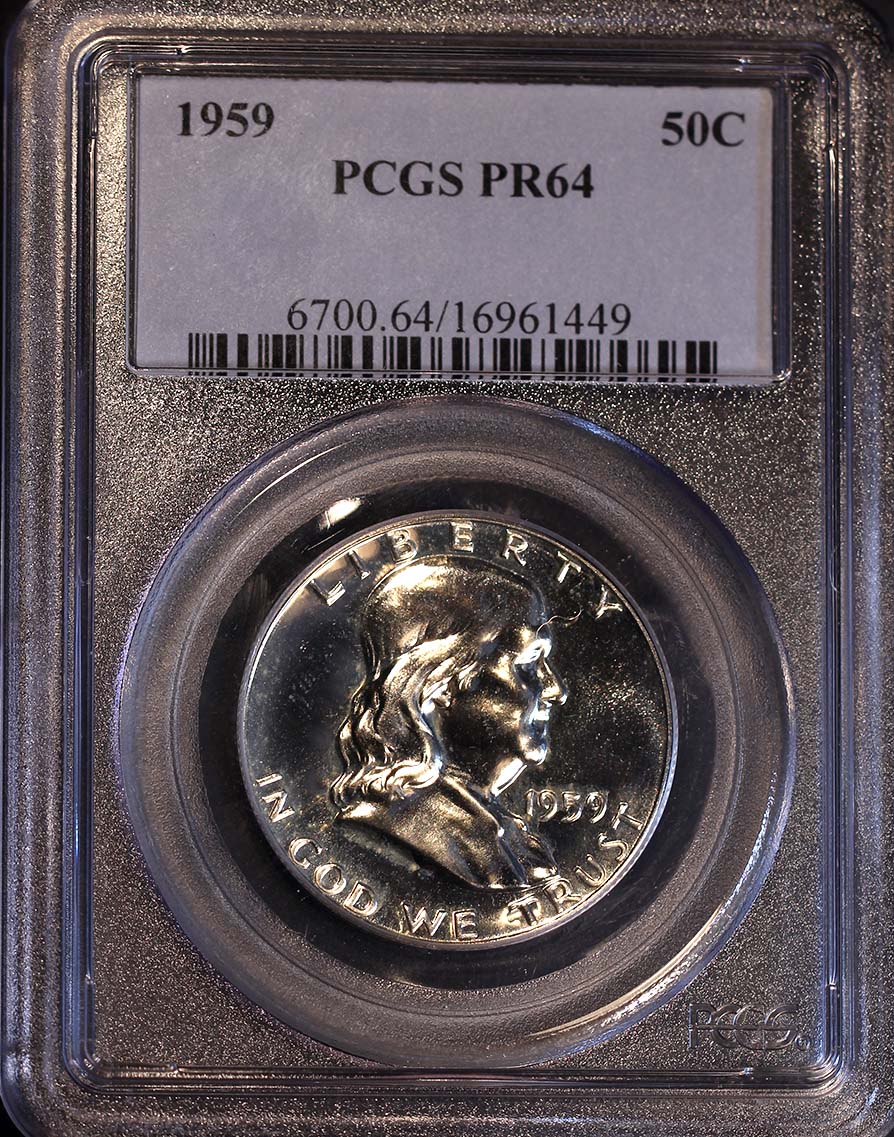 1959 50C
PCGS PR64
6700.64/16961449
LIBERTY
1959
IN GOD WE TRUST
PCGS